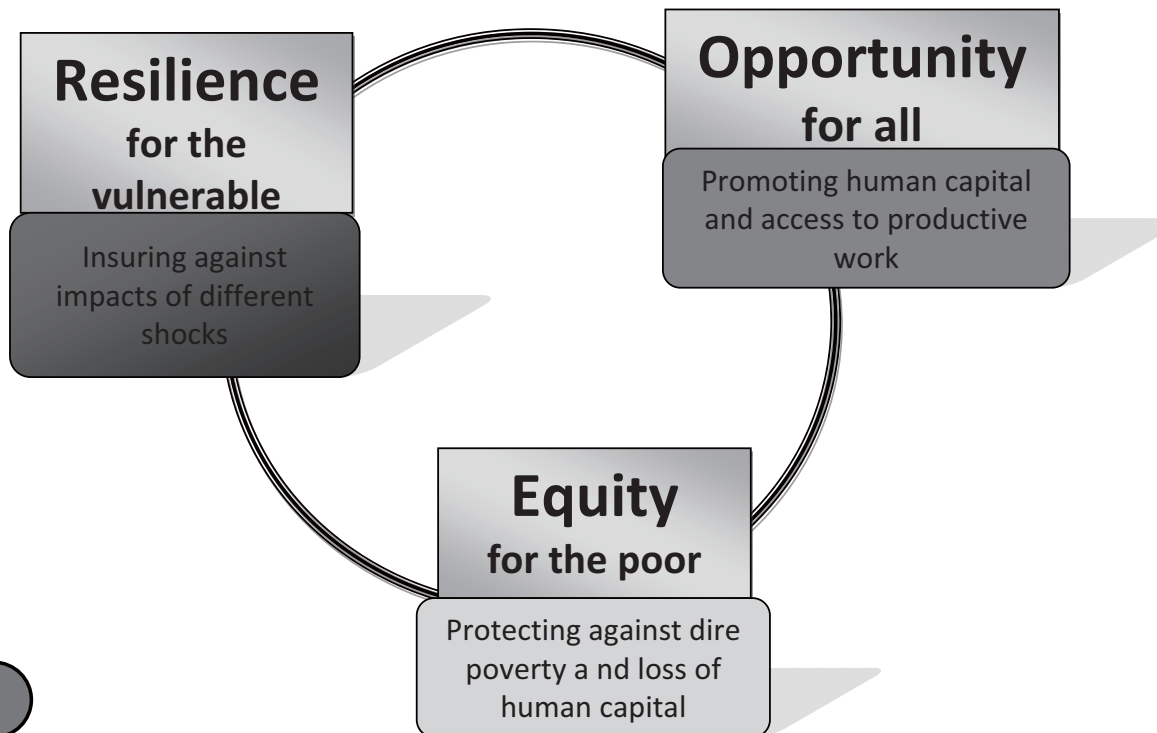 Resilience
for the
vulnerable
Insuring against
impacts of different
shocks
Opportunity
for all
Promoting human capital
and access to productive
work
Equity
for the poor
Protecting against dire
poverty a nd loss of
human capital